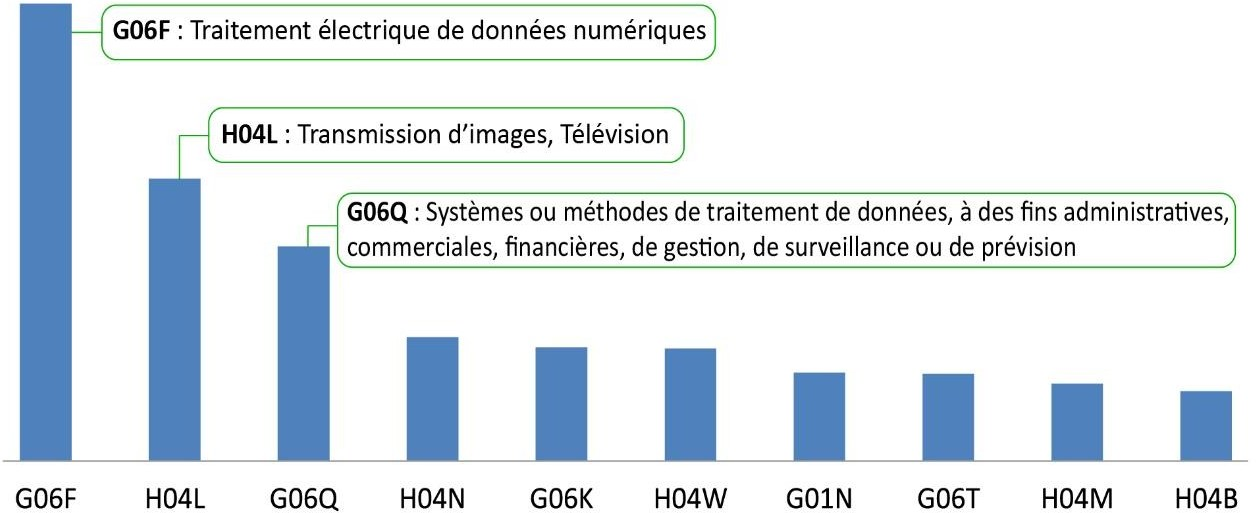 G06F : Traitement électrique de données numériques
H04L : Transmission d’images, Télévision
G06Q : Systèmes ou méthodes de traitement de données, à des fins administratives,
commerciales, financières, de gestion, de surveillance ou de prévision
G06F H04L G06Q H04N G06K H04W G01N G06T H04M H04B